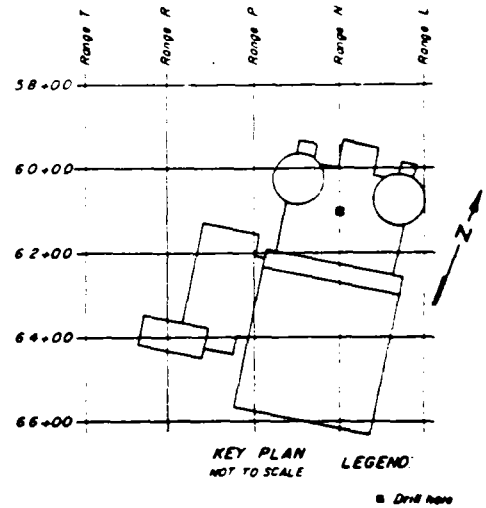 Range T
Range R
Range P
Range N
Range L
58+00
60+00
62+00
64+00
66+00
N
KEY PLAN
NOT TO SCALE
LEGEND:
Drill hole